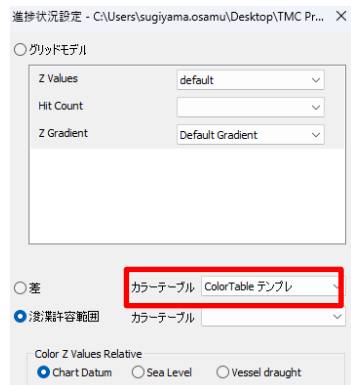 進捗状況設定 - C:\Users\sugiyama.osamu\Desktop\TMC Pr... ×
グリッドモデル
Z Values default
Hit Count
Z Gradient Default Gradient
差 カラーテーブル ColorTable テンプレ
浚渫許容範囲 カラーテーブル
Color Z Values Relative
Chart Datum Sea Level Vessel draught